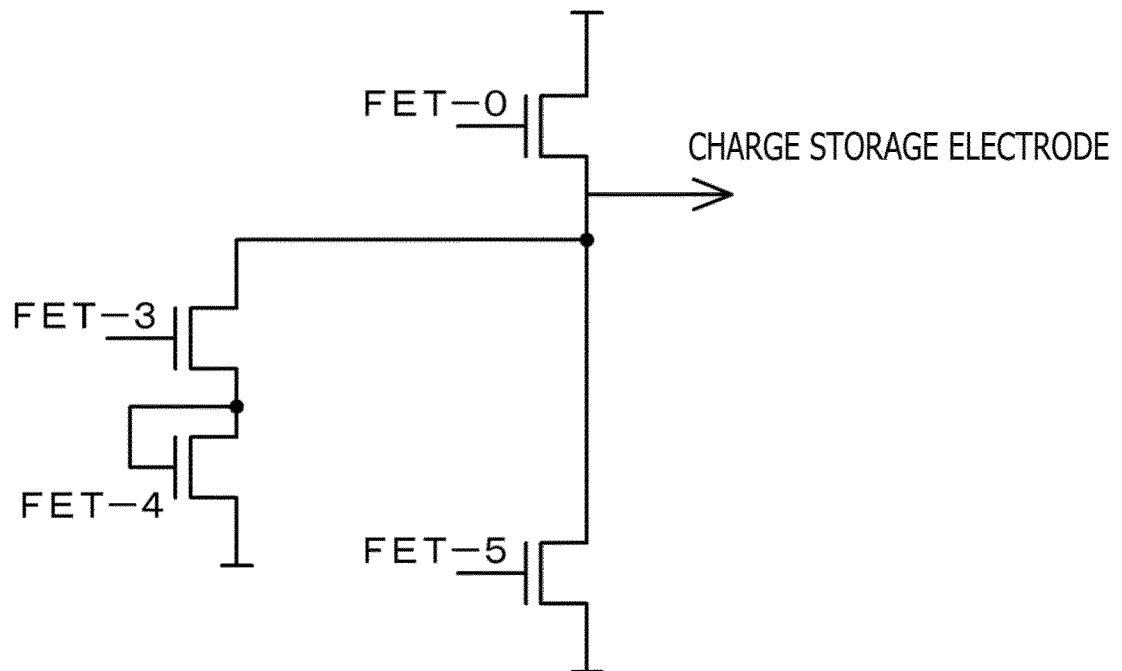 FET-0
CHARGE STORAGE ELECTRODE
FET-3
FET-4
FET-5